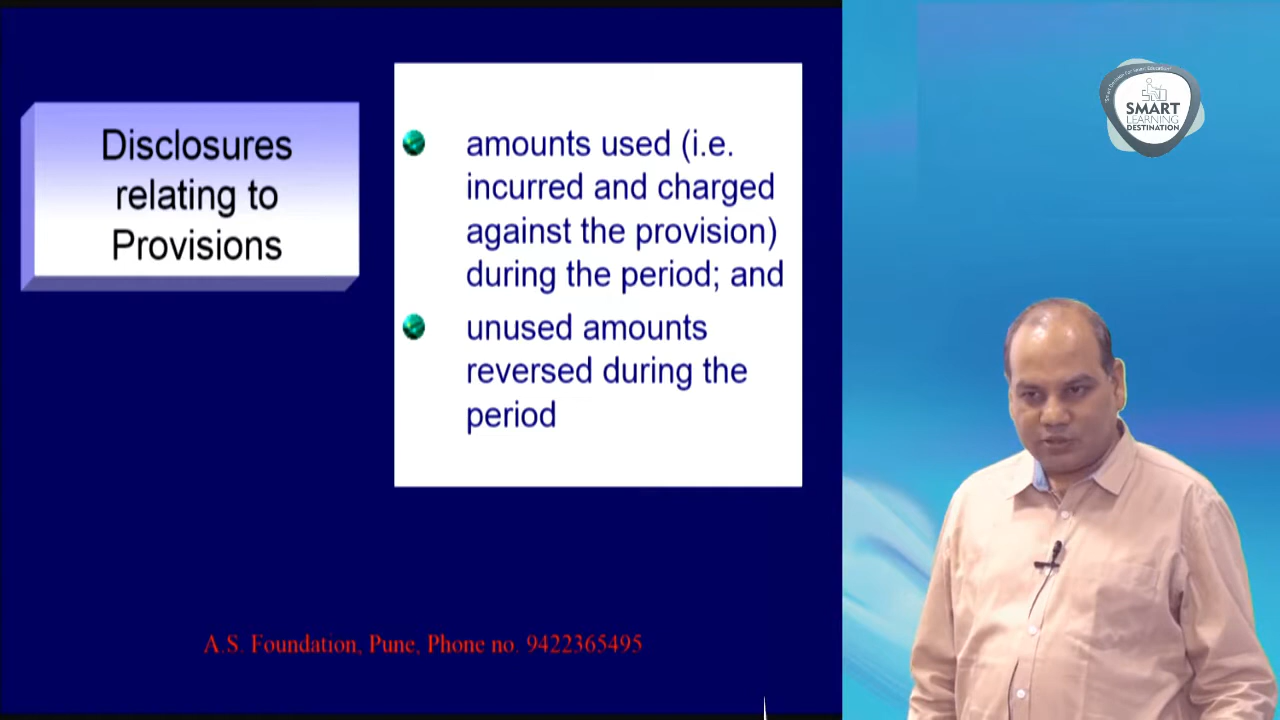 Disclosures
relating to
Provisions
amounts used (i.e.
incurred and charged
against the provision)
during the period; and
unused amounts
reversed during the
period
A.S. Foundation, Pune, Phone no. 9422365495
SMART
LEARNING
DESTINATION